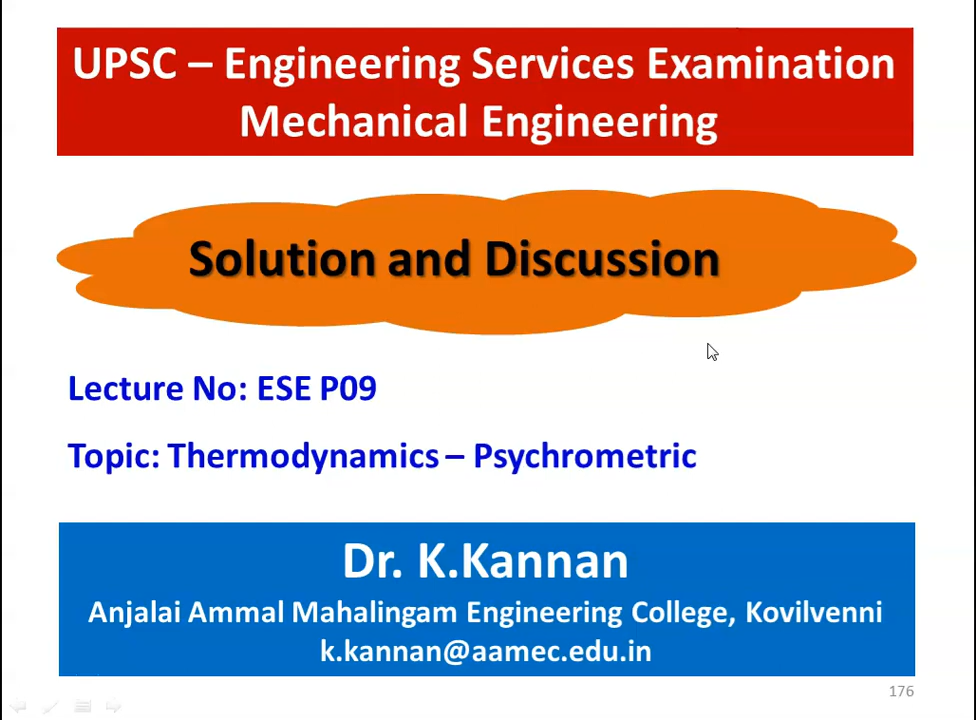 UPSC – Engineering Services Examination
Mechanical Engineering
Solution and Discussion
Lecture No: ESE P09
Topic: Thermodynamics – Psychrometric
Dr. K.Kannan
Anjalai Ammal Mahalingam Engineering College, Kovilvenni
k.kannan@aamec.edu.in
176